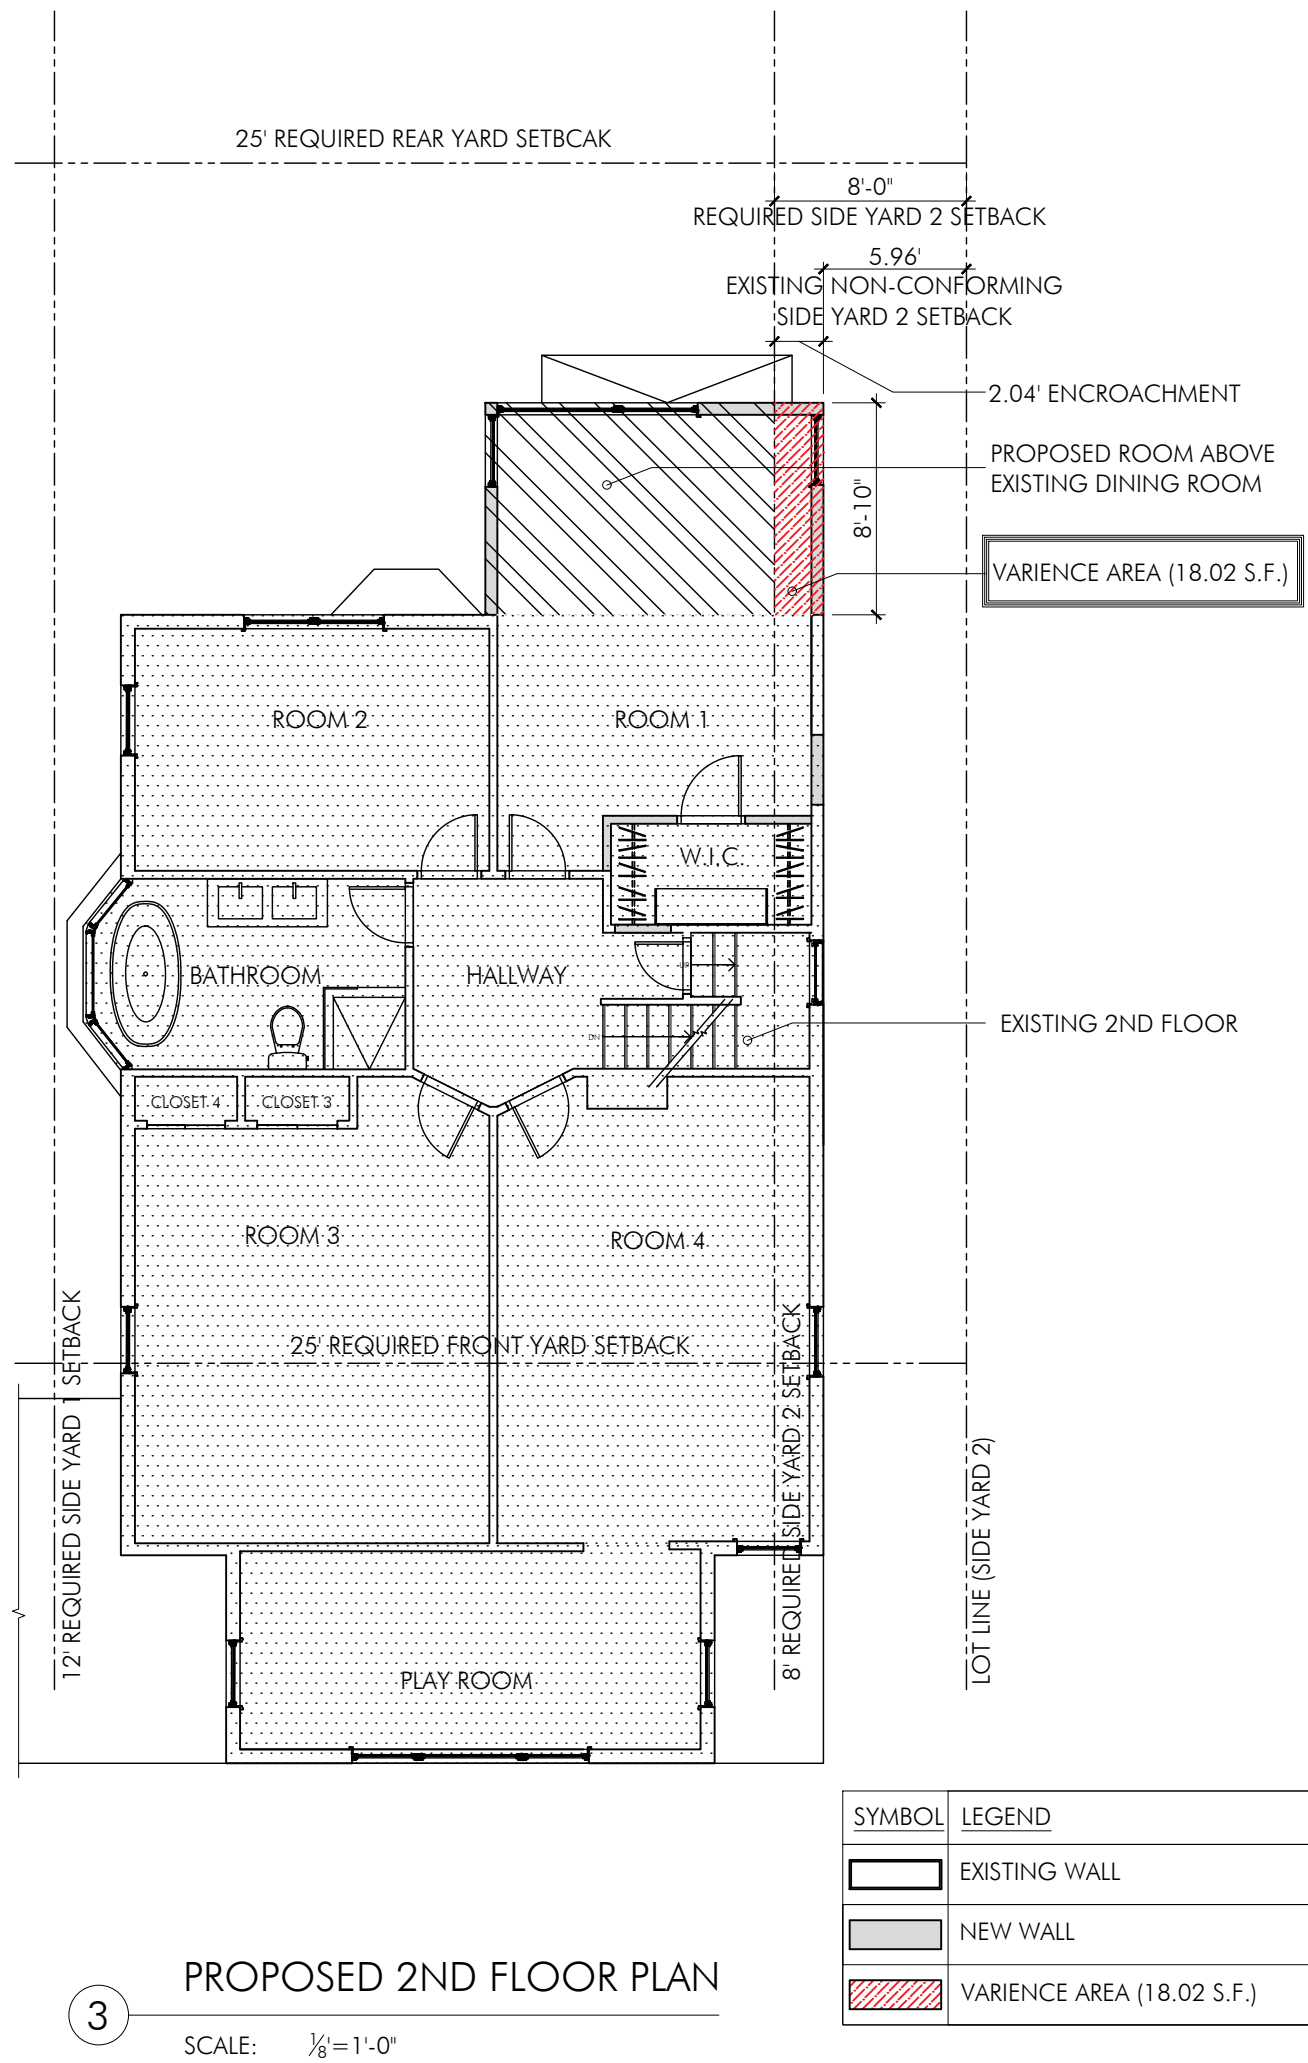 25' REQUIRED REAR YARD SETBCAK
8'-0"
REQUIRED SIDE YARD 2 SETBACK
5.96'
EXISTING NON-CONFORMING
SIDE YARD 2 SETBACK
2.04' ENCROACHMENT
PROPOSED ROOM ABOVE
EXISTING DINING ROOM
8'-10"
VARIENCE AREA (18.02 S.F.)
ROOM 2
ROOM 1
W.I.C.
BATHROOM
HALLWAY
UP
DN
EXISTING 2ND FLOOR
CLOSET 4
CLOSET 3
ROOM 3
ROOM 4
25' REQUIRED FRONT YARD SETBACK
12' REQUIRED SIDE YARD 1 SETBACK
8' REQUIRED SIDE YARD 2 SETBACK
LOT LINE (SIDE YARD 2)
PLAY ROOM
SYMBOL LEGEND
EXISTING WALL
NEW WALL
VARIENCE AREA (18.02 S.F.)
PROPOSED 2ND FLOOR PLAN
3
SCALE: ⅛'=1'-0"